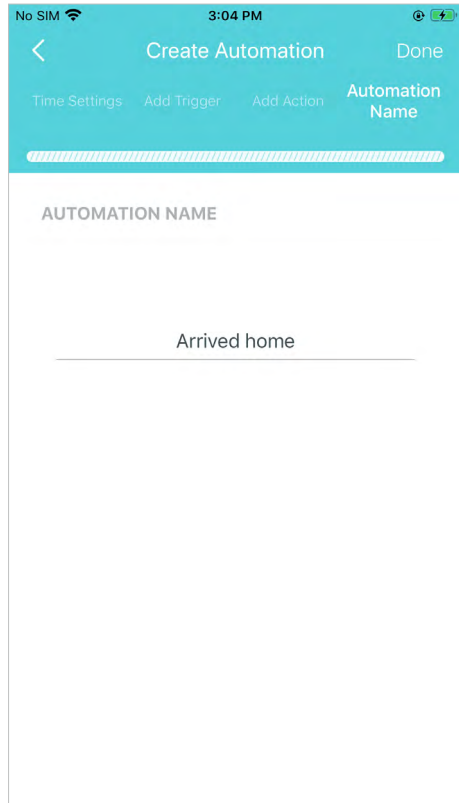 No SIM 3:04 PM
Create Automation Done
Time Settings Add Trigger Add Action Automation Name
AUTOMATION NAME
Arrived home